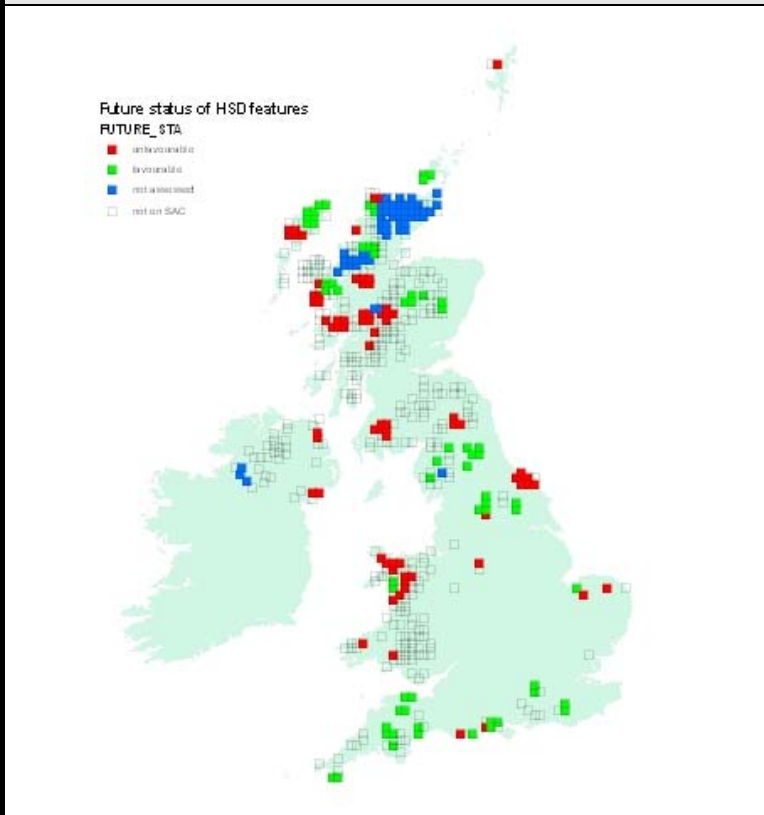 Future status of HSD features
FUTURE_STA
unfavourable
favourable
not assessed
not on SAC